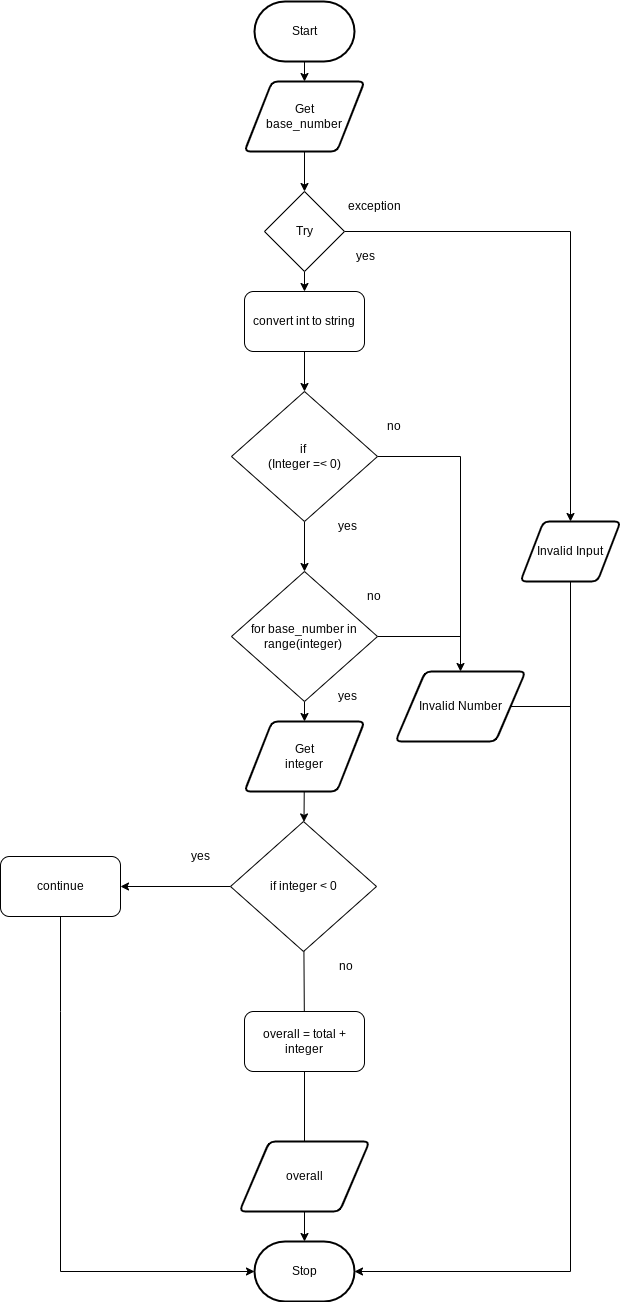 Start
Get
base_number
exception
Try
yes
convert int to string
no
if
(Integer =< 0)
yes
Invalid Input
no
for base_number in
range(integer)
yes
Invalid Number
Get
integer
yes
continue
if integer < 0
no
overall = total +
integer
overall
Stop